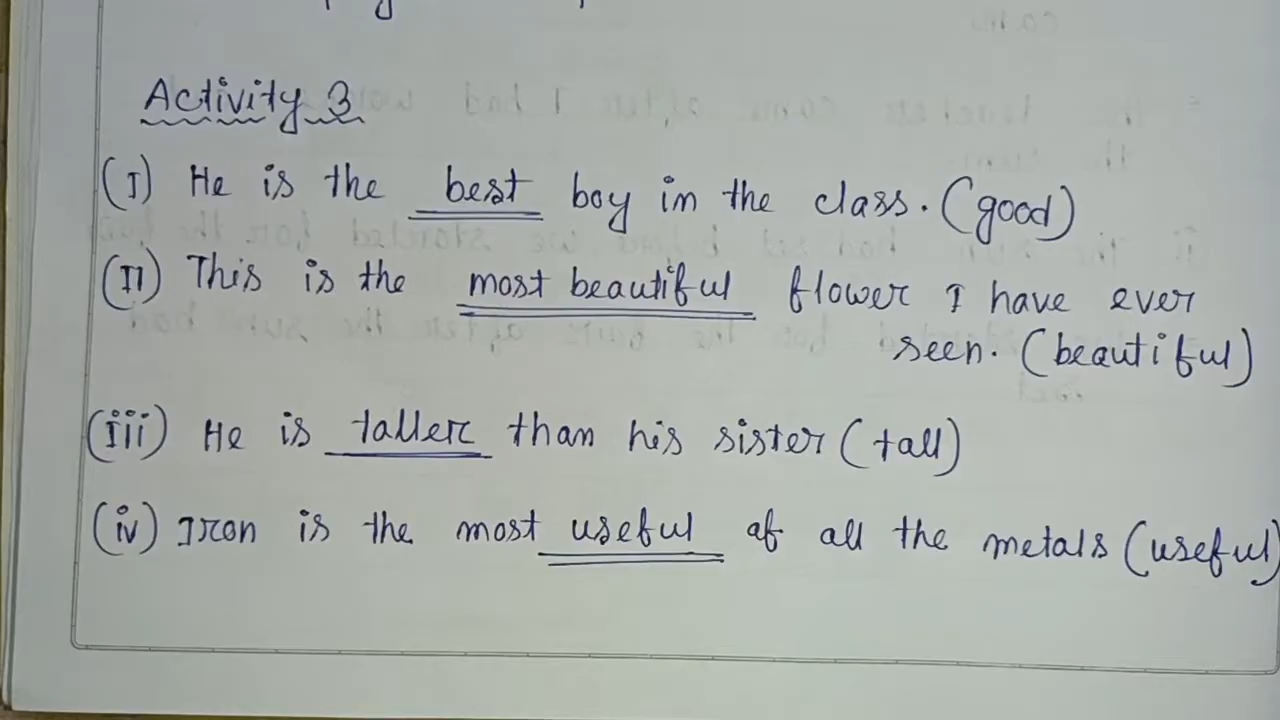 Activity 3
(I) He is the best boy in the class. (good)
(II) This is the most beautiful flower I have ever
seen. (beautiful)
(iii) He is taller than his sister (tall)
(iv) Iron is the most useful of all the metals (useful)